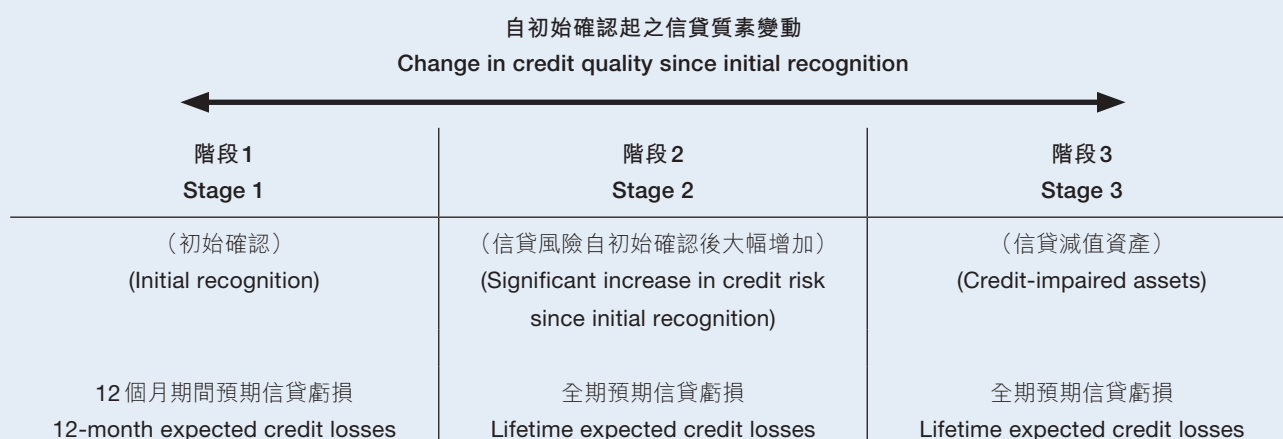 自初始確認起之信貸質素變動
Change in credit quality since initial recognition
階段1
Stage 1
階段2
Stage 2
階段3
Stage 3
（初始確認）
(Initial recognition)
（信貸風險自初始確認後大幅增加）
(Significant increase in credit risk
since initial recognition)
（信貸減值資產）
(Credit-impaired assets)
12個月期間預期信貸虧損
12-month expected credit losses
全期預期信貸虧損
Lifetime expected credit losses
全期預期信貸虧損
Lifetime expected credit losses